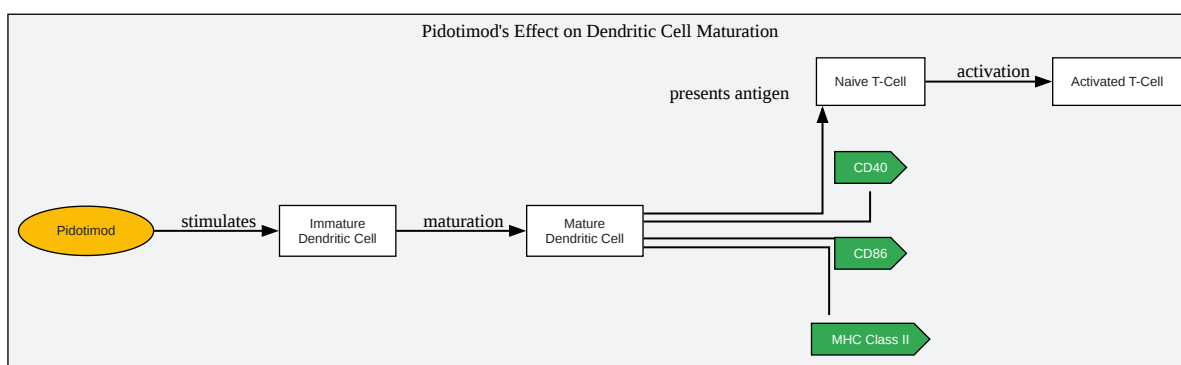 Pidotimod's Effect on Dendritic Cell Maturation
Naive T-Cell
activation
Activated T-Cell
presents antigen
CD40
Pidotimod
stimulates
Immature
Dendritic Cell
maturation
Mature
Dendritic Cell
CD86
MHC Class II